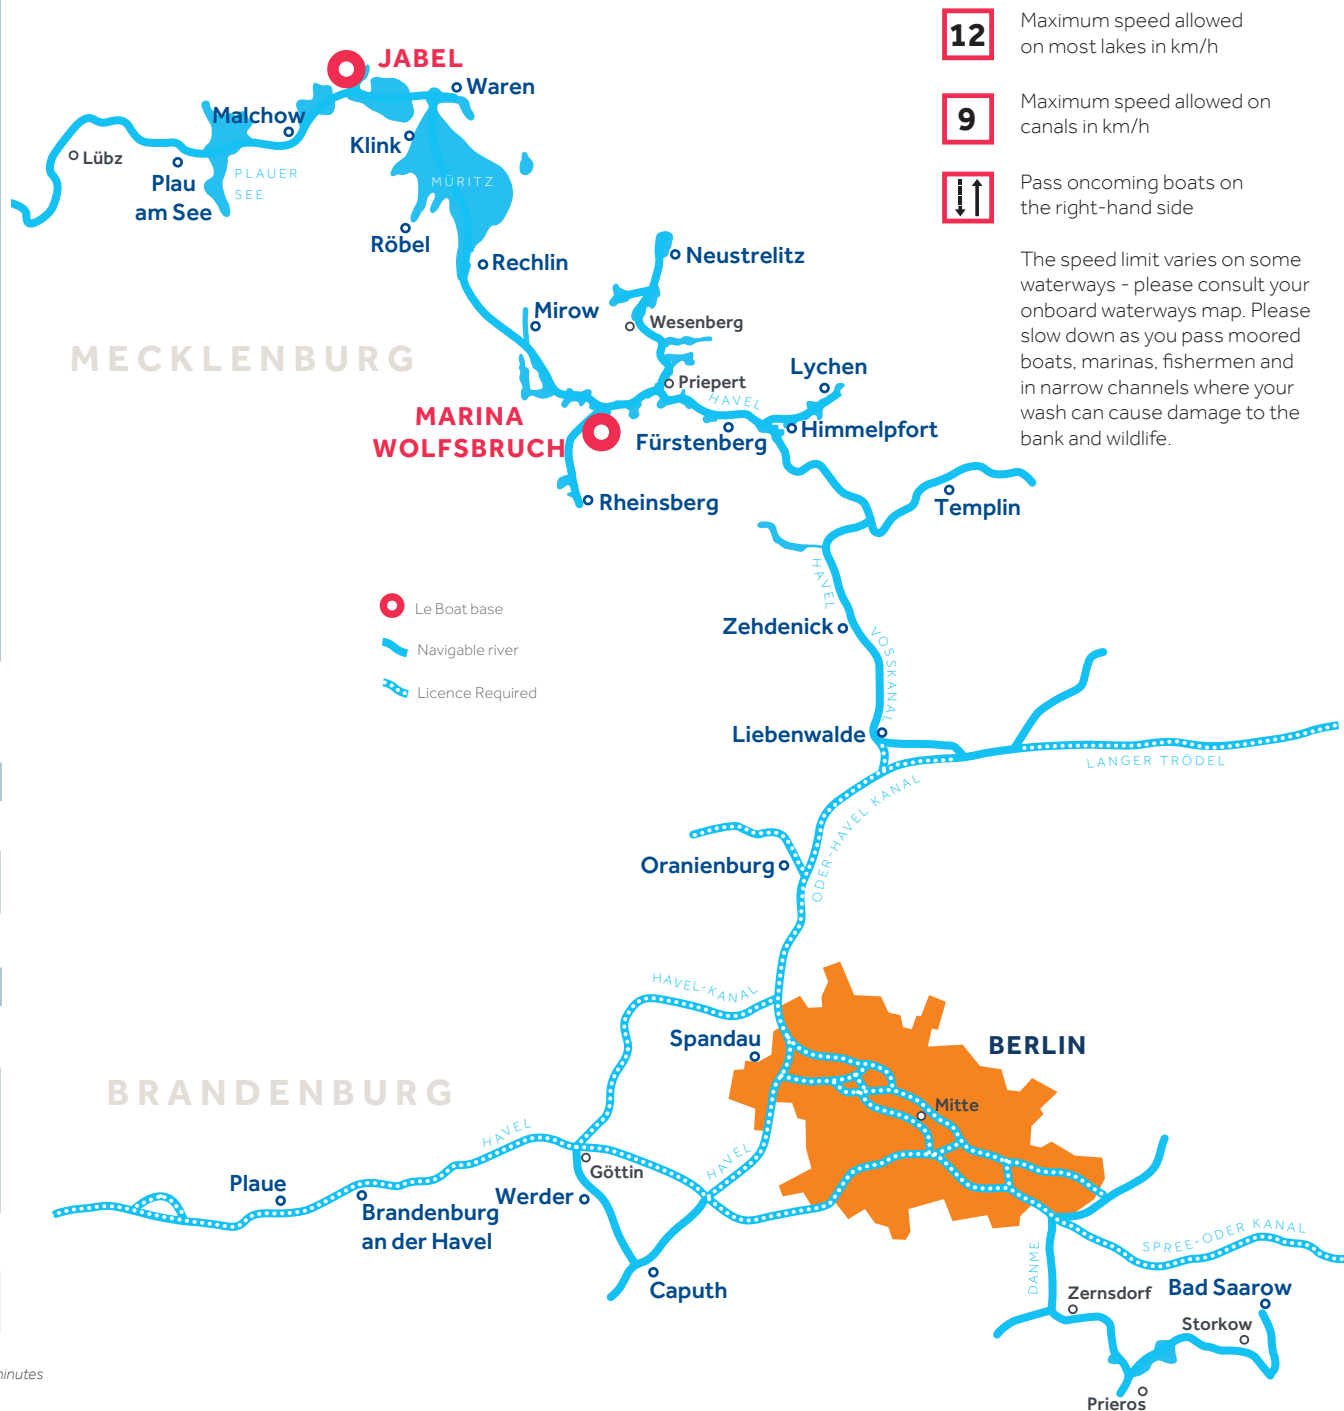 12
Maximum speed allowed
on most lakes in km/h
9
Maximum speed allowed on
canals in km/h
Pass oncoming boats on
the right-hand side
The speed limit varies on some
waterways - please consult your
onboard waterways map. Please
slow down as you pass moored
boats, marinas, fishermen and
in narrow channels where your
wash can cause damage to the
bank and wildlife.
JABEL
Waren
Malchow
Klink
Lübz
PLAUER
SEE
MÜRITZ
Plau
am See
Röbel
Rechlin
Neustrelitz
Mirow
Wesenberg
MECKLENBURG
Priepert
Lychen
HAVEL
MARINA
WOLFSBRUCH
Fürstenberg
Himmelpfort
Rheinsberg
Templin
HAVEL
Le Boat base
Navigable river
Licence Required
Zehdenick
VOSSKANAL
Liebenwalde
LANGER TRÖDEL
ODER-HAVEL KANAL
Oranienburg
HAVEL-KANAL
Spandau
BERLIN
BRANDENBURG
Mitte
HAVEL
HAVEL
Göttin
Plaue
Werder
Brandenburg
an der Havel
Caputh
DANME
SPREE-ODER KANAL
Zernsdorf
Bad Saarow
Storkow
Prieros
minutes